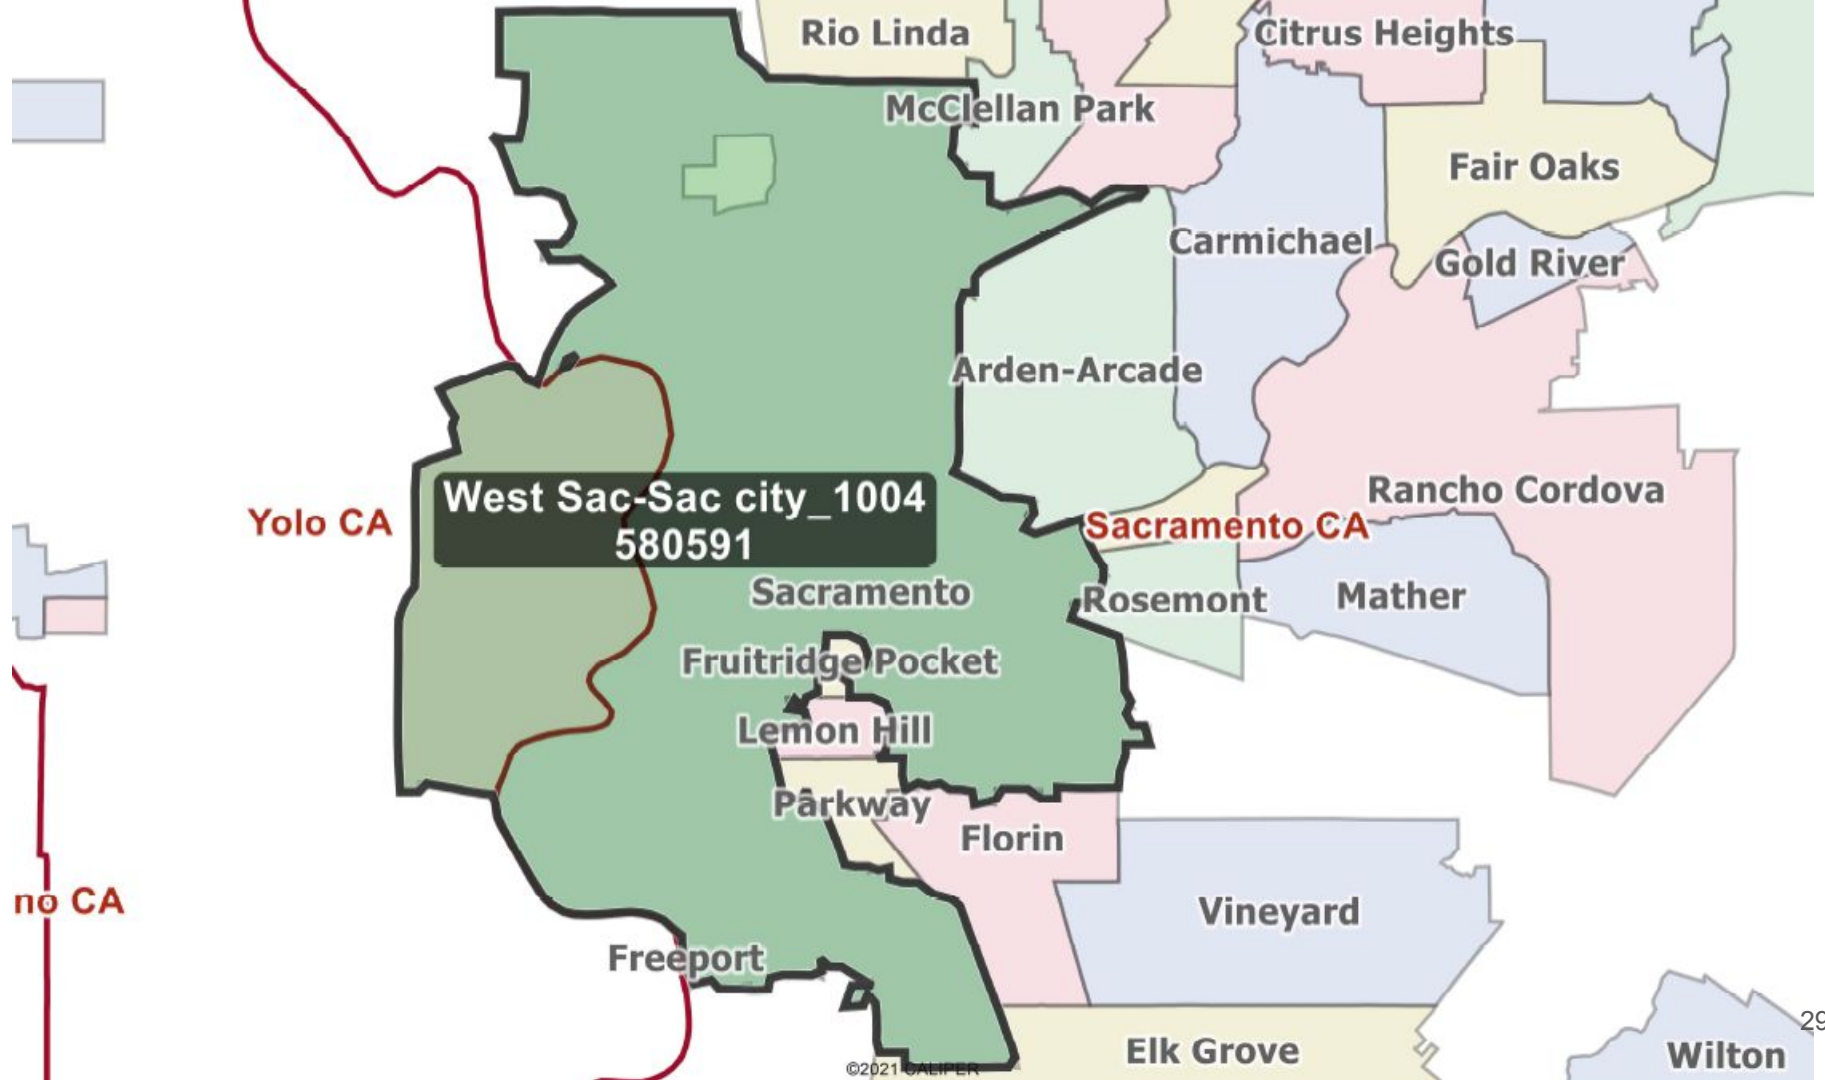 Rio Linda
Citrus Heights
McClellan Park
Fair Oaks
Carmichael
Gold River
Arden-Arcade
Rancho Cordova
West Sac-Sac city_1004
580591
Yolo CA
Sacramento CA
Sacramento
Rosemont
Mather
Fruitridge Pocket
Lemon Hill
Parkway
Florin
no CA
Vineyard
Freeport
29
Elk Grove
Wilton
©2021 CALIPER